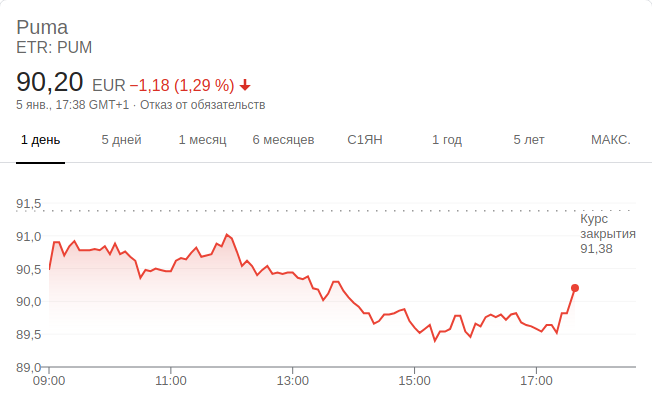 Puma
ETR: PUM
90,20 EUR −1,18 (1,29 %)
5 янв., 17:38 GMT+1 · Отказ от обязательств
1 день 5 дней 1 месяц 6 месяцев С1ЯН 1 год 5 лет МАКС.
91,5
Курс
закрытия
91,38
91,0
90,5
90,0
89,5
89,0
09:00 11:00 13:00 15:00 17:00